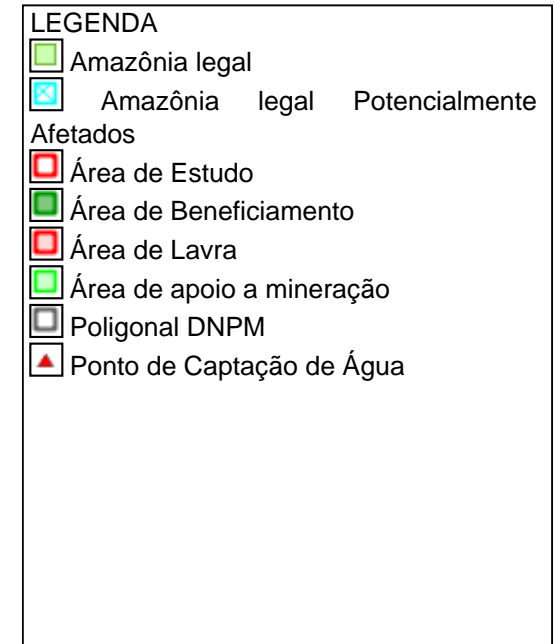 LEGENDA
Amazônia legal
Amazônia legal Potencialmente
Afetados
Área de Estudo
Área de Beneficiamento
Área de Lavra
Área de apoio a mineração
Poligonal DNPM
Ponto de Captação de Água